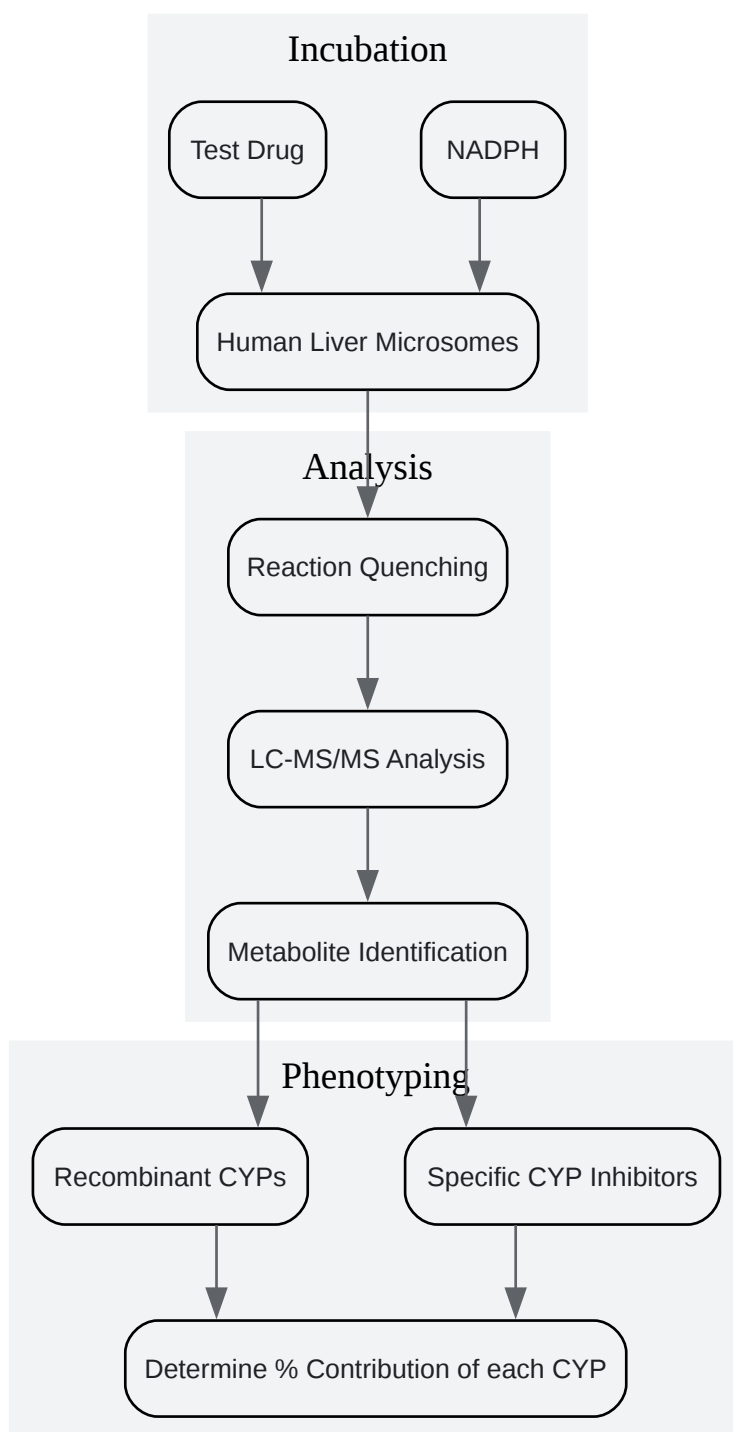 Incubation
Test Drug
NADPH
Human Liver Microsomes
Analysis
Reaction Quenching
LC-MS/MS Analysis
Metabolite Identification
Phenotyping
Recombinant CYPs
Specific CYP Inhibitors
Determine % Contribution of each CYP